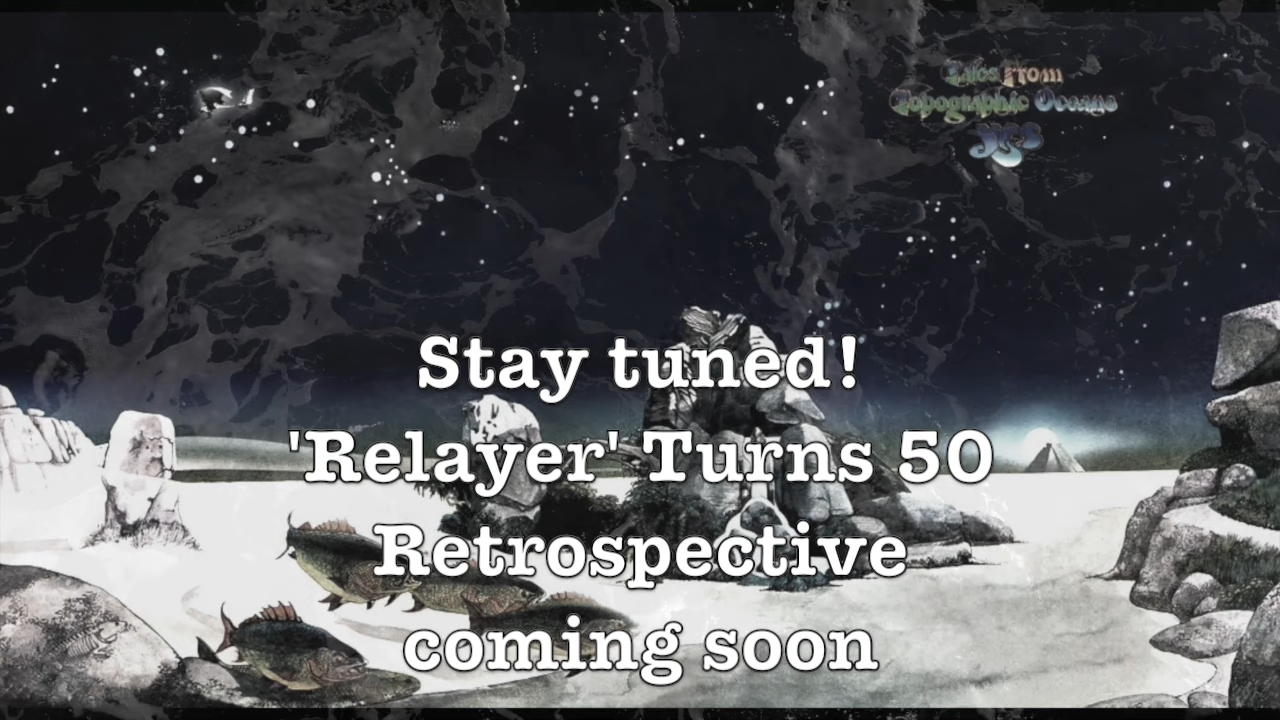 Tales From
Topographic Oceans
YES
Stay tuned!
'Relayer' Turns 50
Retrospective
coming soon